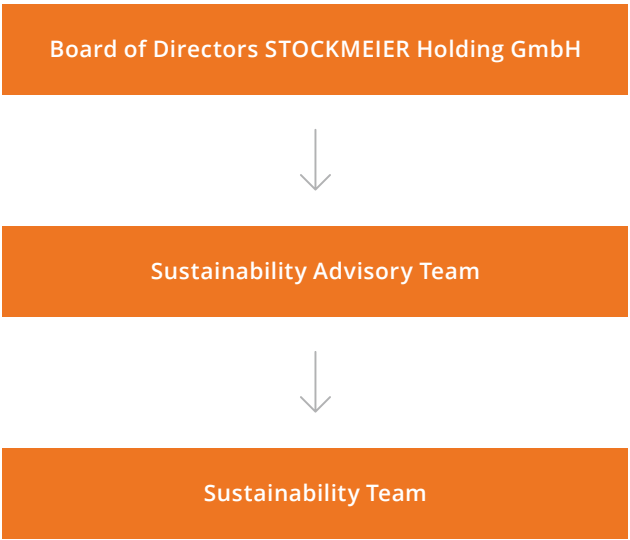 Board of Directors STOCKMEIER Holding GmbH
Sustainability Advisory Team
Sustainability Team